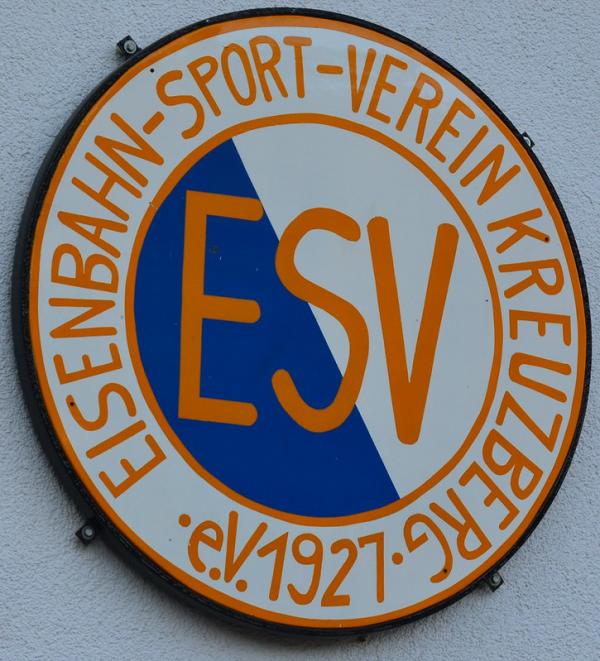 EISENBAHN-SPORT-VEREIN KREUZBERG
·e.V.1927·
ESV